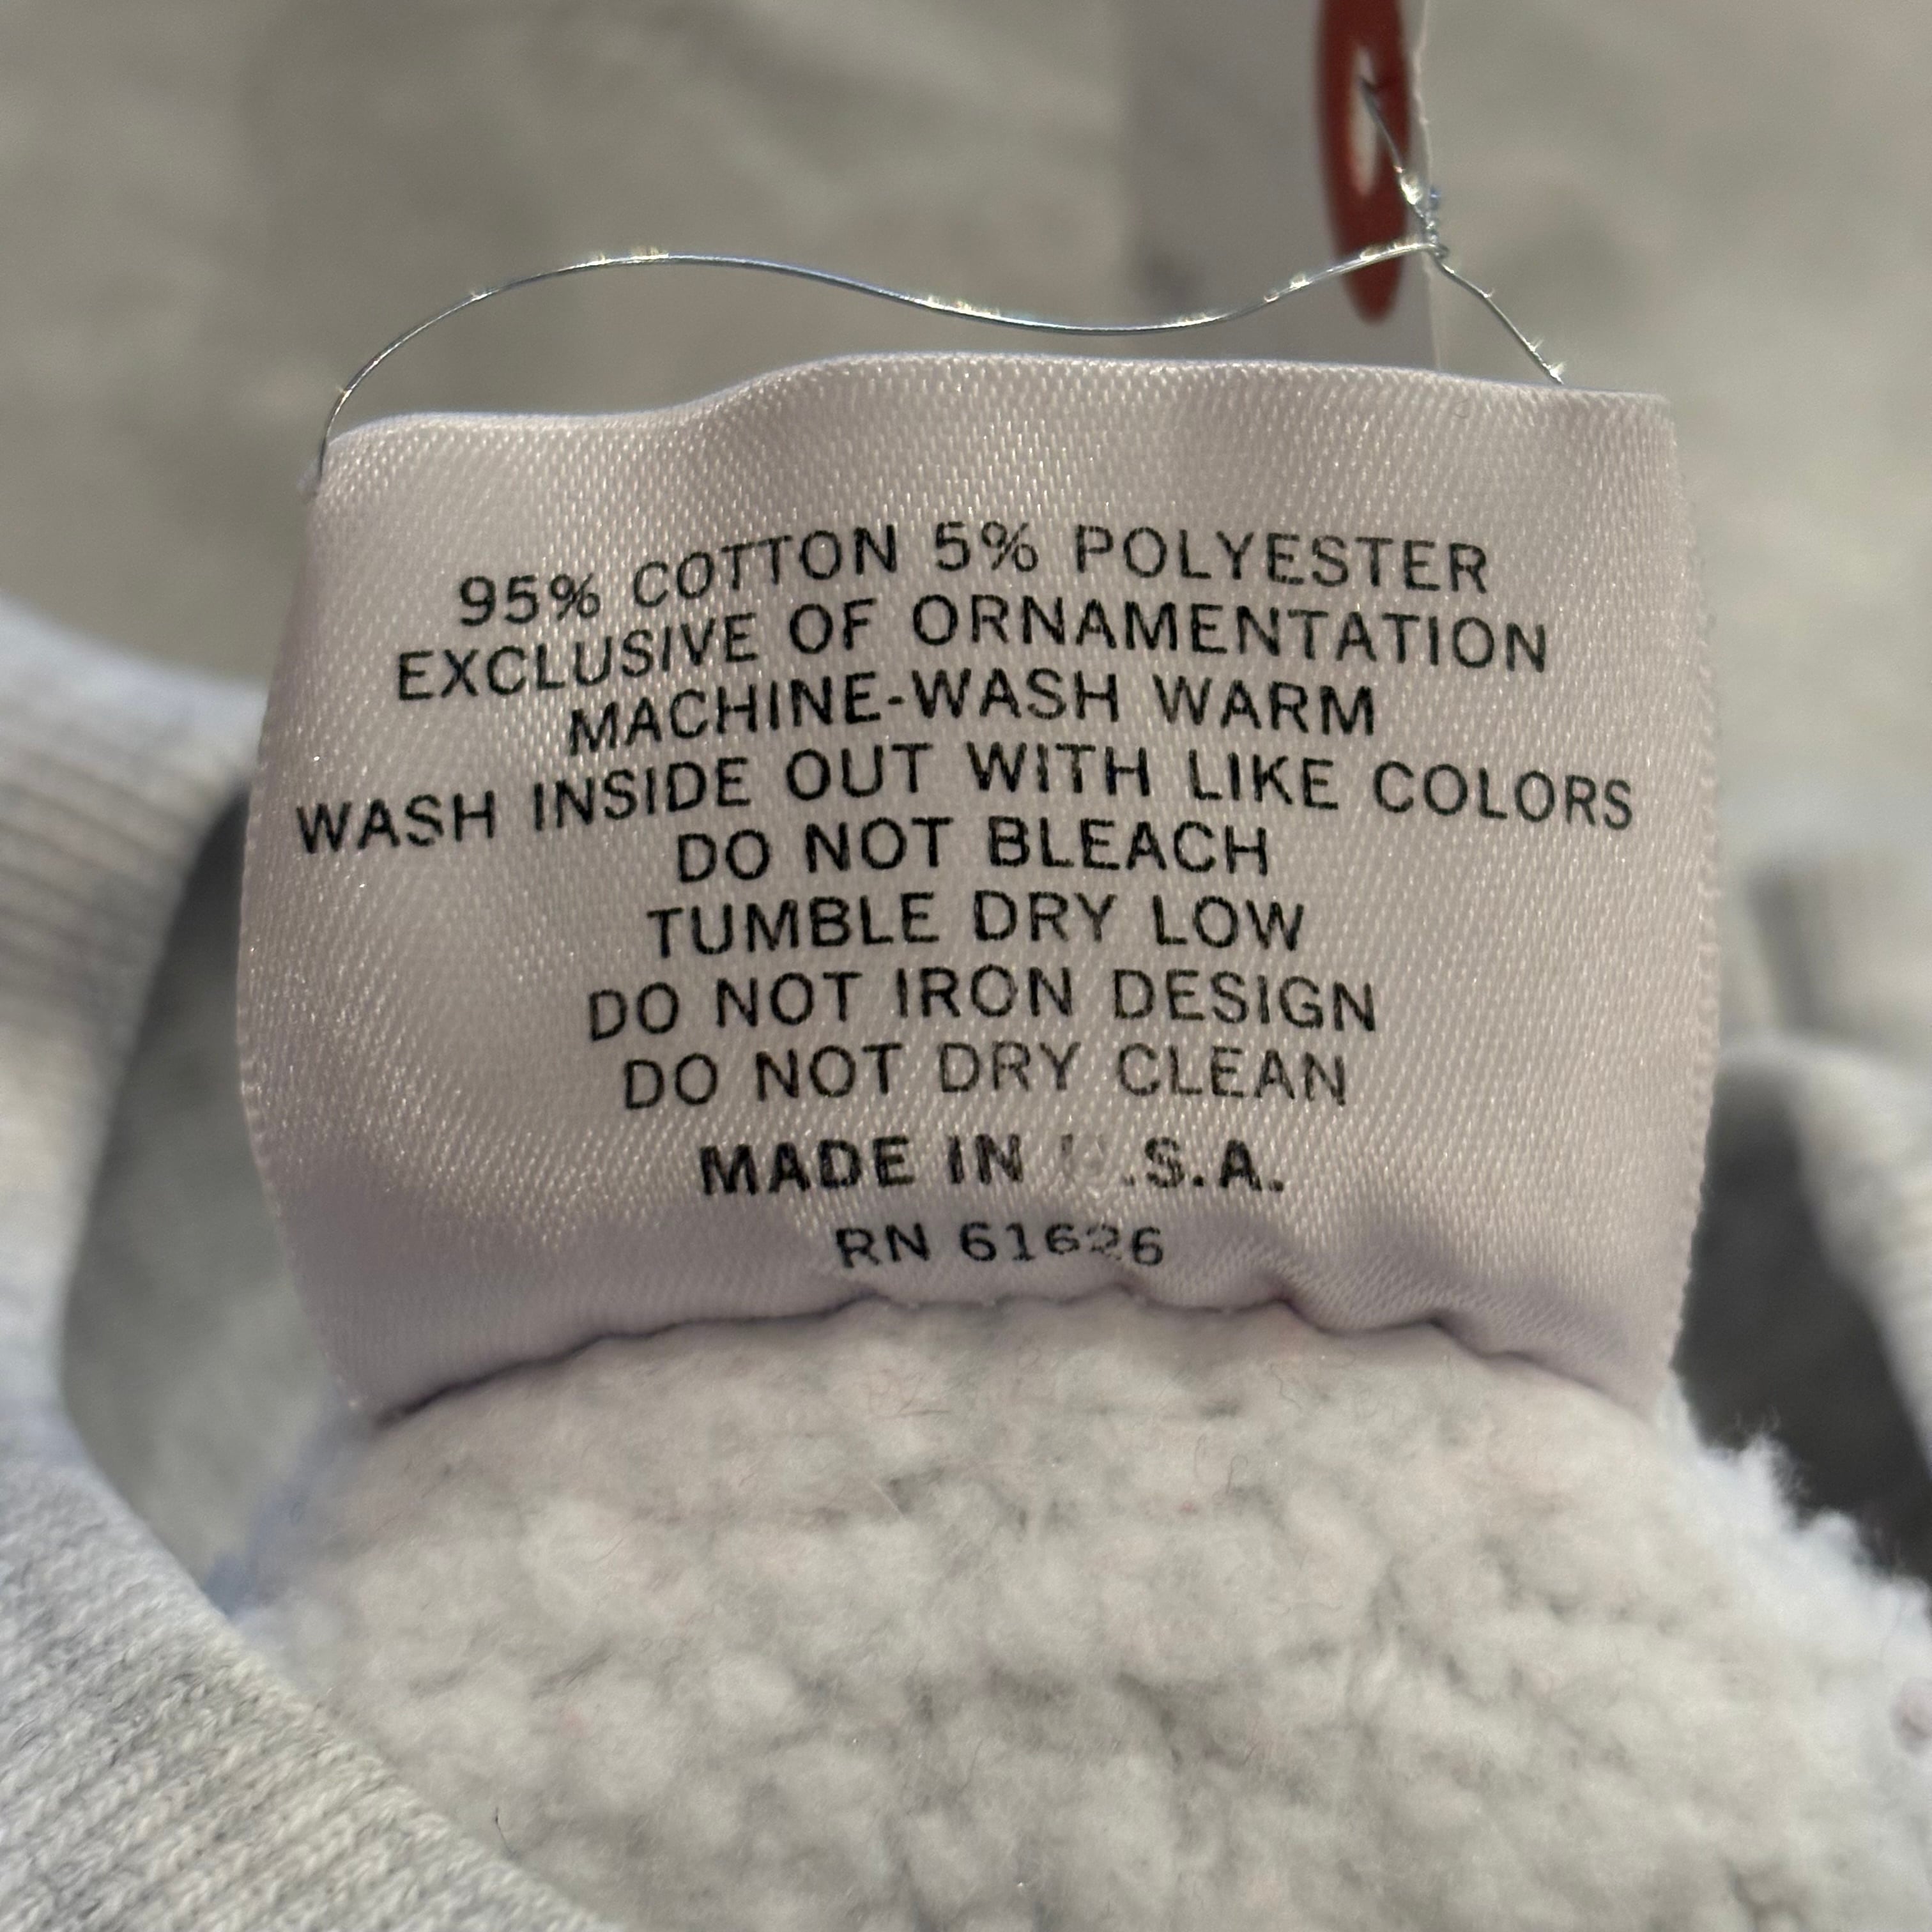 95% COTTON 5% POLYESTER
EXCLUSIVE OF ORNAMENTATION
MACHINE-WASH WARM
WASH INSIDE OUT WITH LIKE COLORS
DO NOT BLEACH
TUMBLE DRY LOW
DO NOT IRON DESIGN
DO NOT DRY CLEAN
MADE IN U.S.A.
RN 61626